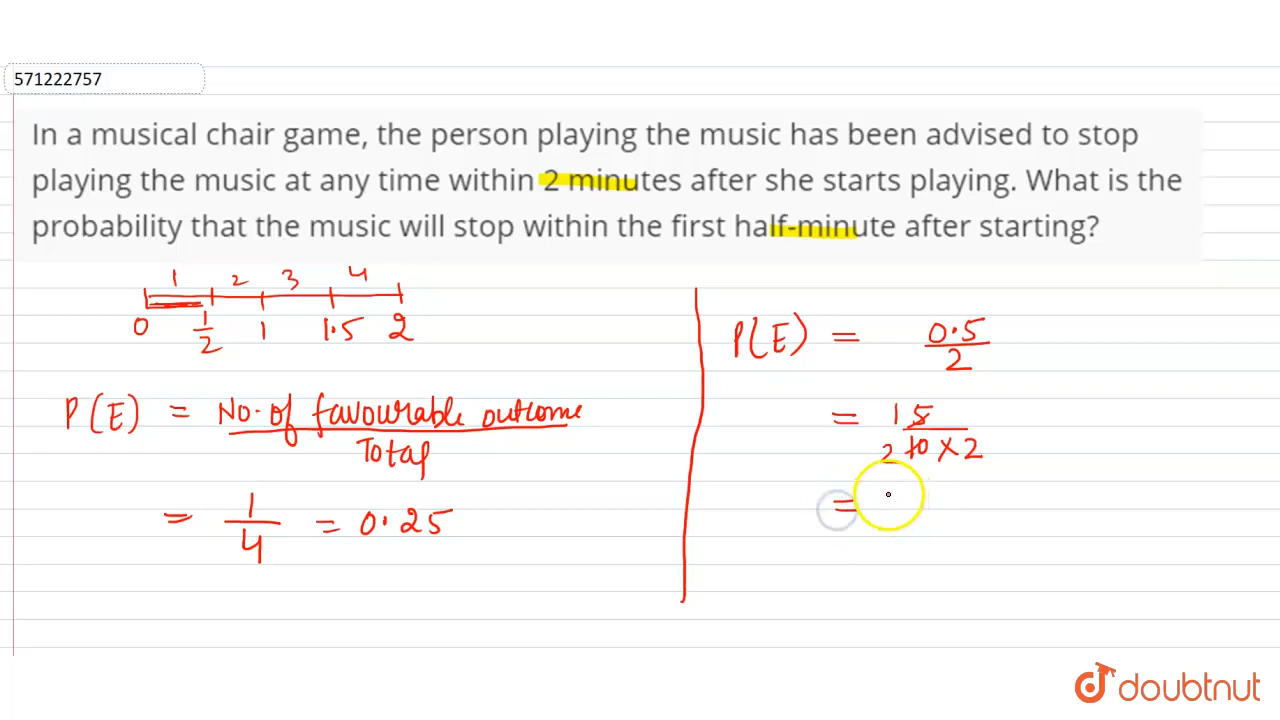 571222757
In a musical chair game, the person playing the music has been advised to stop
playing the music at any time within 2 minutes after she starts playing. What is the
probability that the music will stop within the first half-minute after starting?
1 2 3 4
0 1/2 1 1.5 2
P(E) = No. of favourable outcome / Total
= 1/4 = 0.25
P(E) = 0.5/2
= 1 5 / 2 10 × 2
=
doubtnut